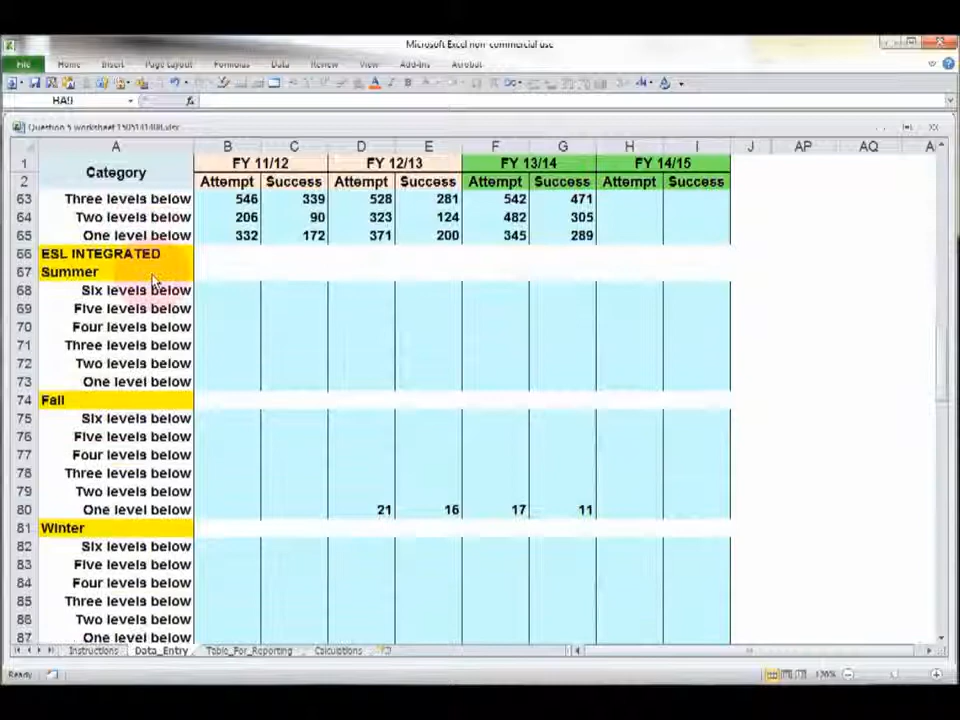 Microsoft Excel non-commercial use
File Home Insert Page Layout Formulas Data Review View Add-Ins Acrobat
HA9 fx
Question 5 worksheet
Category FY 11/12 FY 12/13 FY 13/14 FY 14/15
Attempt Success Attempt Success Attempt Success Attempt Success
A B C D E F G H I J AP AQ A
1
2
63 Three levels below 546 339 528 281 542 471
64 Two levels below 206 90 323 124 482 305
65 One level below 332 172 371 200 345 289
66 ESL INTEGRATED
67 Summer
68 Six levels below
69 Five levels below
70 Four levels below
71 Three levels below
72 Two levels below
73 One level below
74 Fall
75 Six levels below
76 Five levels below
77 Four levels below
78 Three levels below
79 Two levels below
80 One level below 21 16 17 11
81 Winter
82 Six levels below
83 Five levels below
84 Four levels below
85 Three levels below
86 Two levels below
87 One level below
Instructions Data_Entry Table_For_Reporting Calculations
Ready 120%